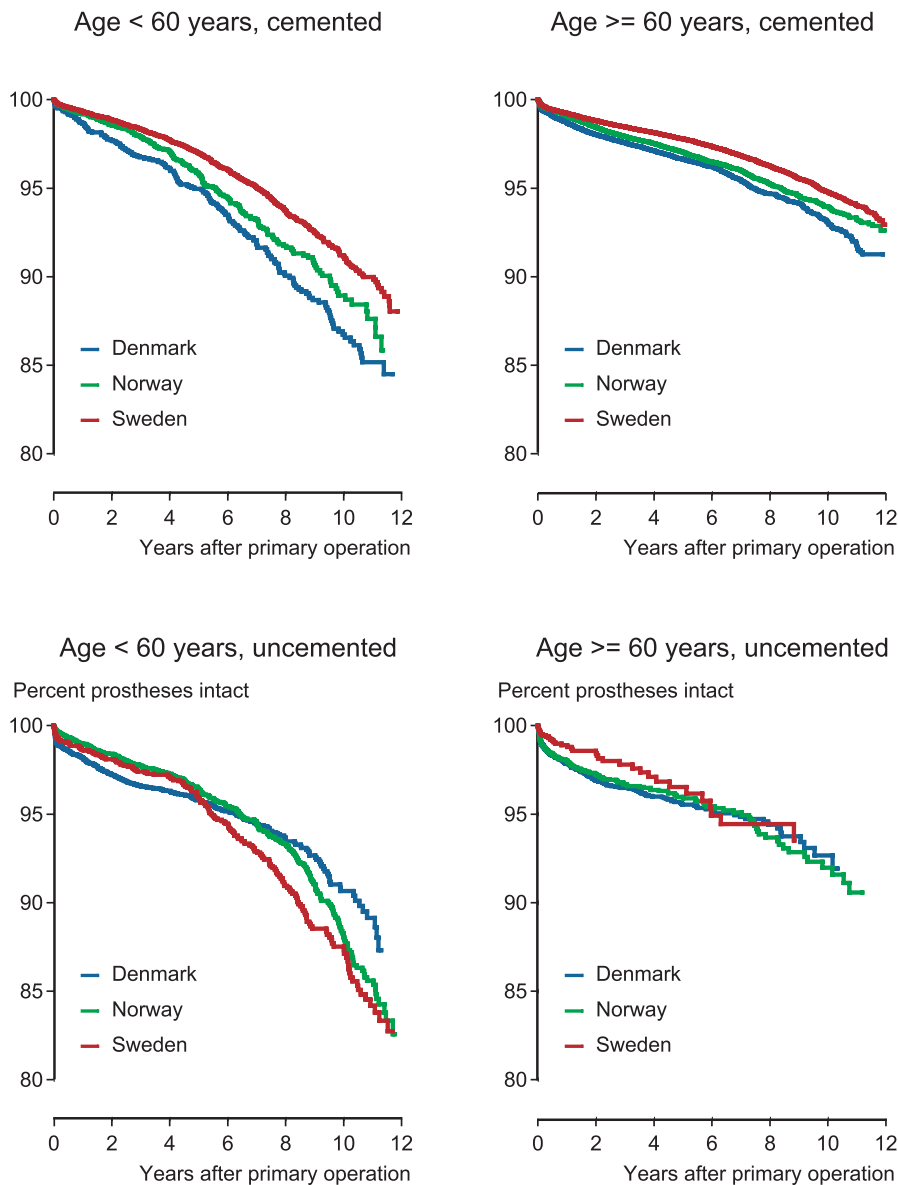 Age < 60 years, cemented
100
95
90
85
80
Denmark
Norway
Sweden
0 2 4 6 8 10 12
Years after primary operation
Age >= 60 years, cemented
100
95
90
85
80
Denmark
Norway
Sweden
0 2 4 6 8 10 12
Years after primary operation
Age < 60 years, uncemented
Percent prostheses intact
100
95
90
85
80
Denmark
Norway
Sweden
0 2 4 6 8 10 12
Years after primary operation
Age >= 60 years, uncemented
Percent prostheses intact
100
95
90
85
80
Denmark
Norway
Sweden
0 2 4 6 8 10 12
Years after primary operation